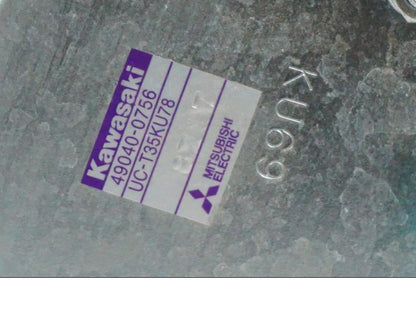 Kawasaki
49040-0756
UC-T35KU78
MITSUBISHI
ELECTRIC
KU69